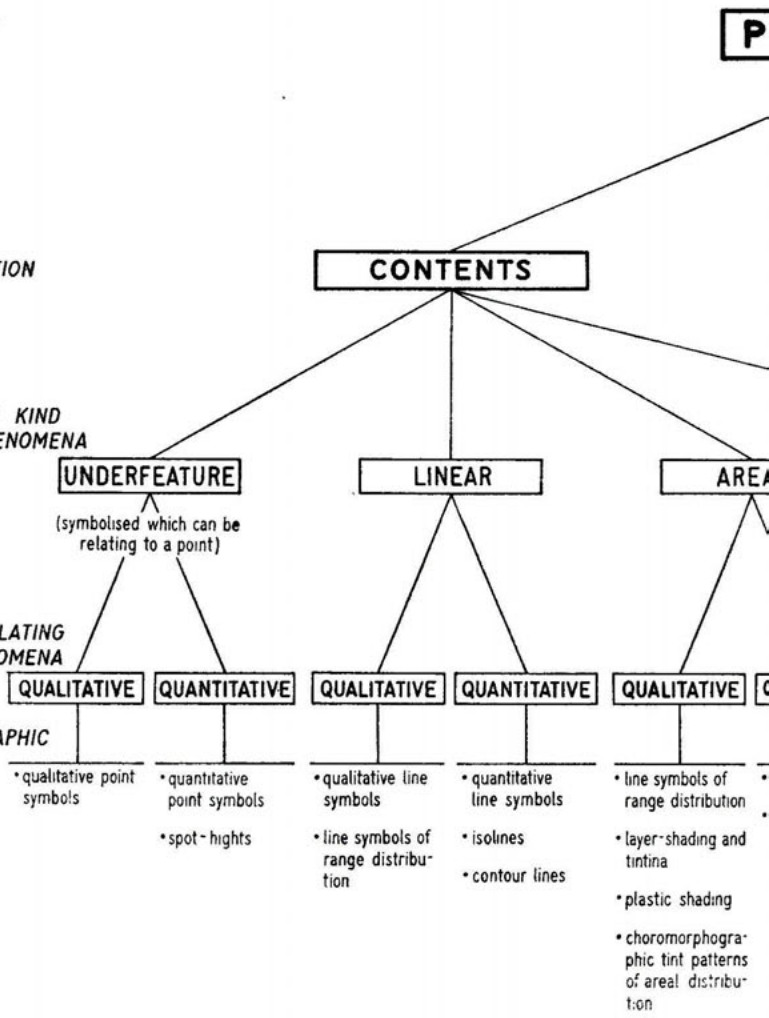 P
TION
CONTENTS
KIND
ENOMENA
UNDERFEATURE
LINEAR
AREA
(symbolised which can be
relating to a point)
LATING
OMENA
QUALITATIVE
QUANTITATIVE
QUALITATIVE
QUANTITATIVE
QUALITATIVE
APHIC
• qualitative point
symbols
• quantitative
point symbols
• spot-hights
• qualitative line
symbols
• line symbols of
range distribu-
tion
• quantitative
line symbols
• isolines
• contour lines
• line symbols of
range distribution
• layer-shading and
tintina
• plastic shading
• choromorphogra-
phic tint patterns
of areal distribu-
tion